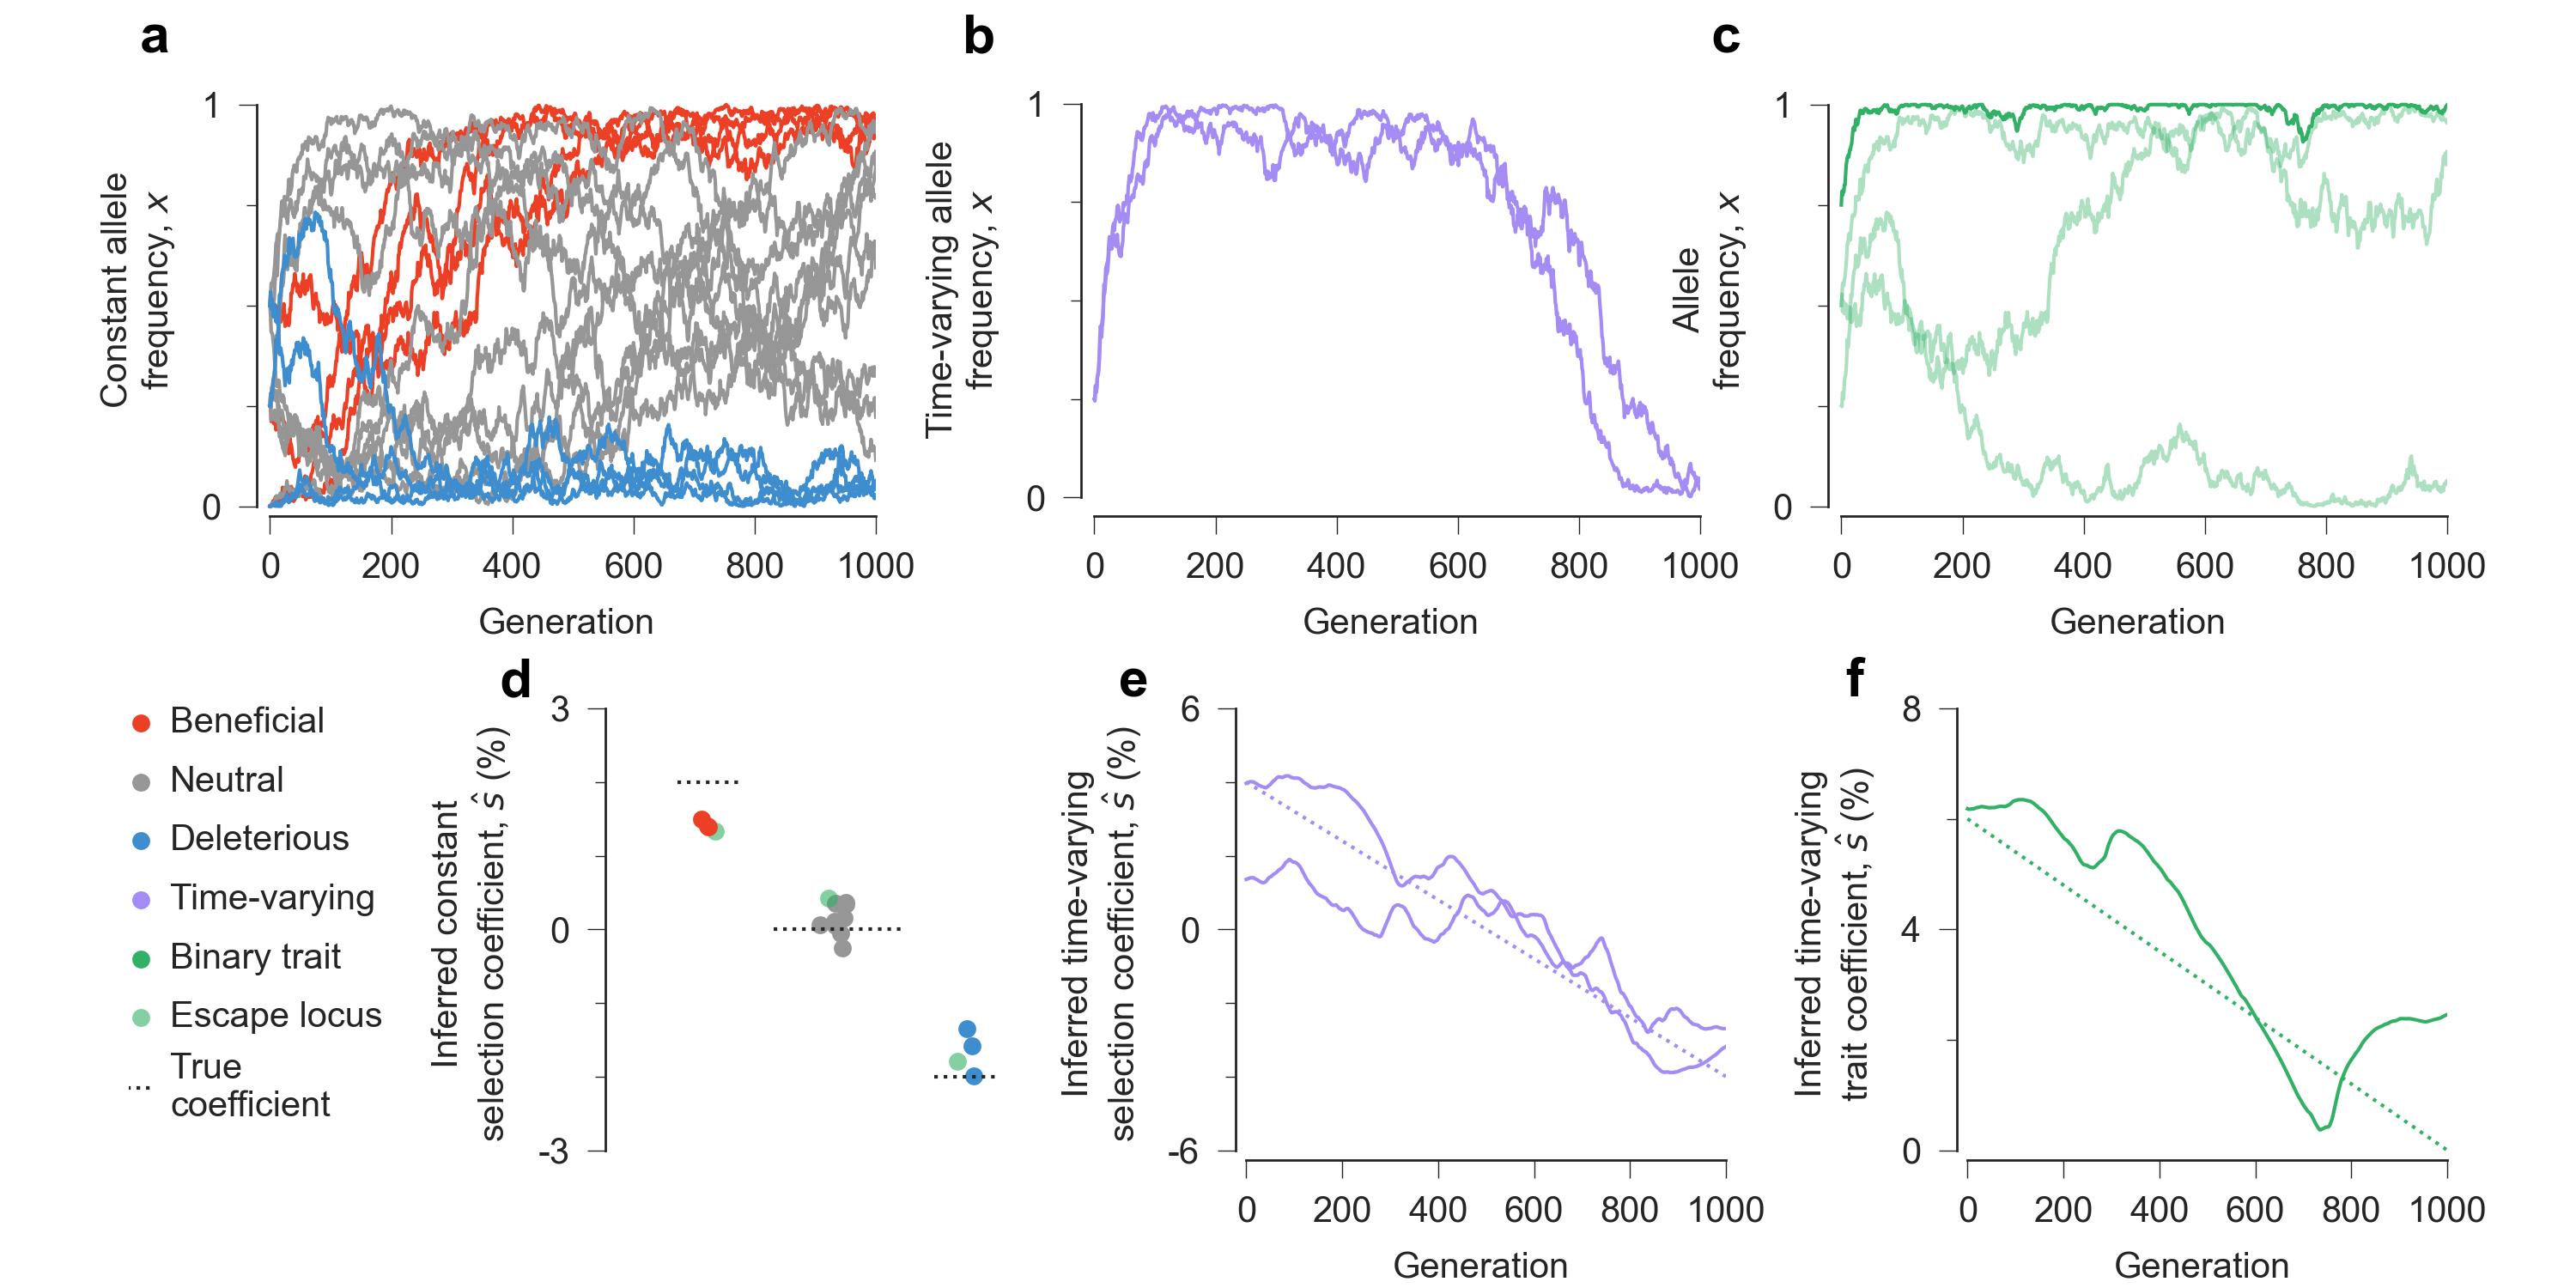 a
1
0
Constant allele
frequency, x
0 200 400 600 800 1000
Generation
b
1
0
Time-varying allele
frequency, x
0 200 400 600 800 1000
Generation
c
1
0
Allele
frequency, x
0 200 400 600 800 1000
Generation
Beneficial
Neutral
Deleterious
Time-varying
Binary trait
Escape locus
True
coefficient
d
3
0
-3
Inferred constant
selection coefficient, ŝ (%)
e
6
0
-6
Inferred time-varying
selection coefficient, ŝ (%)
0 200 400 600 800 1000
Generation
f
8
4
0
Inferred time-varying
trait coefficient, ŝ (%)
0 200 400 600 800 1000
Generation